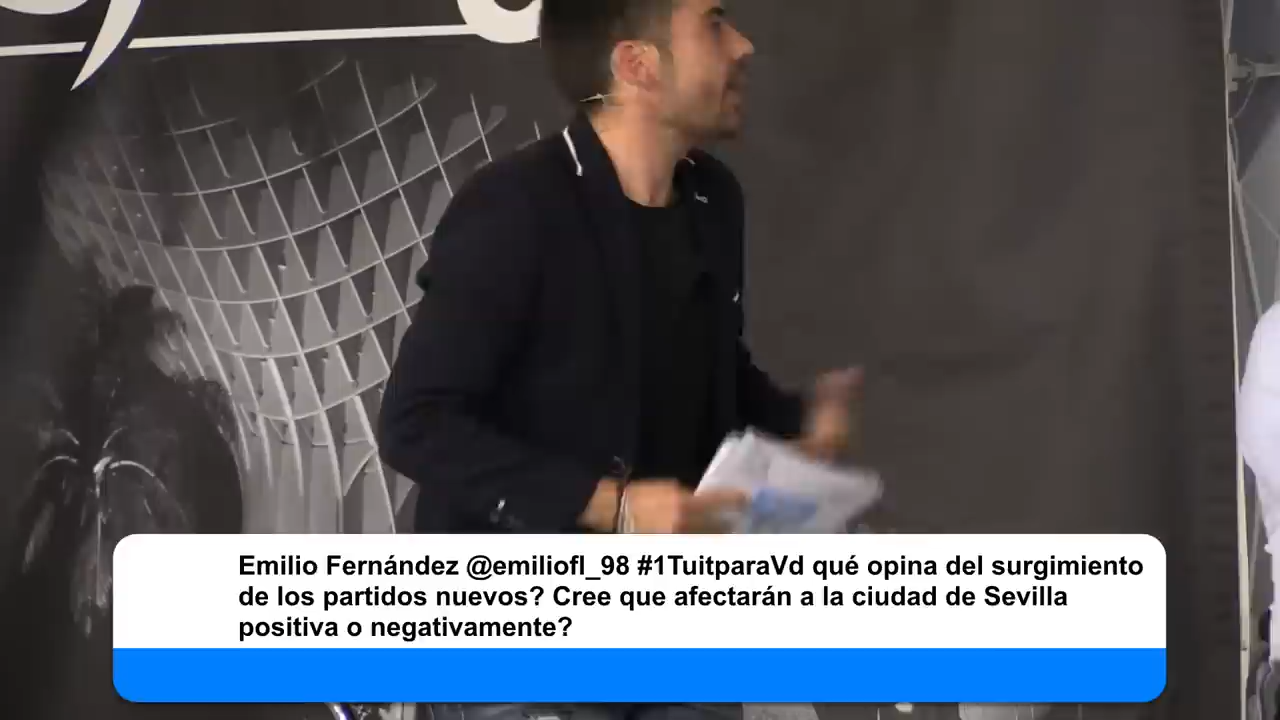 Emilio Fernández @emiliofl_98 #1TuitparaVd qué opina del surgimiento
de los partidos nuevos? Cree que afectarán a la ciudad de Sevilla
positiva o negativamente?